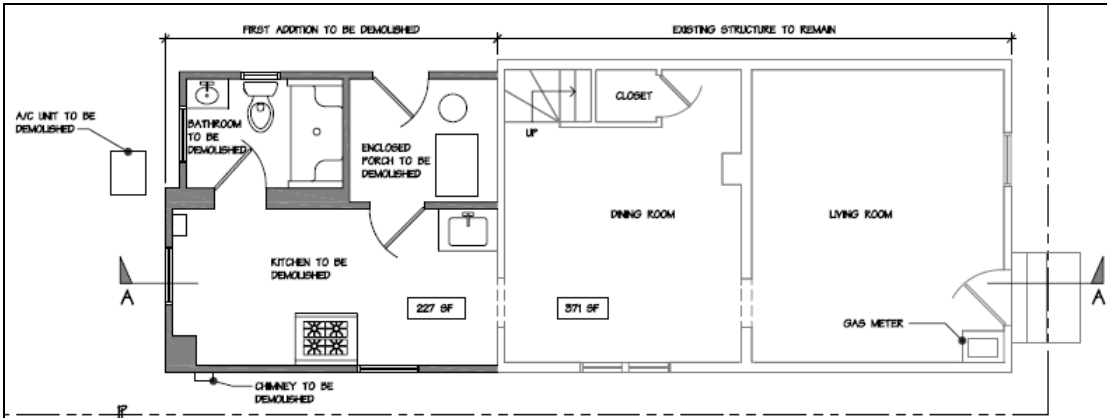 FIRST ADDITION TO BE DEMOLISHED
EXISTING STRUCTURE TO REMAIN
A/C UNIT TO BE
DEMOLISHED
BATHROOM
TO BE
DEMOLISHED
ENCLOSED
PORCH TO BE
DEMOLISHED
CLOSET
UP
DINING ROOM
LIVING ROOM
KITCHEN TO BE
DEMOLISHED
A
A
227 SF
371 SF
GAS METER
CHIMNEY TO BE
DEMOLISHED